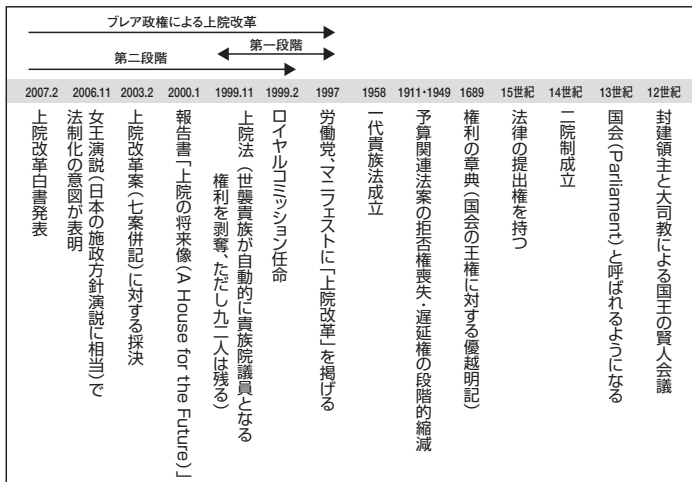 ブレア政権による上院改革
第一段階
第二段階
12世紀
封建領主と大司教による国王の賢人会議
13世紀
国会（Parliament）と呼ばれるようになる
14世紀
二院制成立
15世紀
法律の提出権を持つ
1689
権利の章典（国会の王権に対する優越明記）
1911・1949
予算関連法案の拒否権喪失・遅延権の段階的縮減
1958
一代貴族法成立
1997
労働党、マニフェストに「上院改革」を掲げる
1999.2
ロイヤルコミッション任命
1999.11
上院法（世襲貴族が自動的に貴族院議員となる
権利を剥奪、ただし九二人は残る）
2000.1
報告書「上院の将来像（A House for the Future）」
2003.2
上院改革案（七案併記）に対する採決
2006.11
女王演説（日本の施政方針演説に相当）で
法制化の意図が表明
2007.2
上院改革白書発表